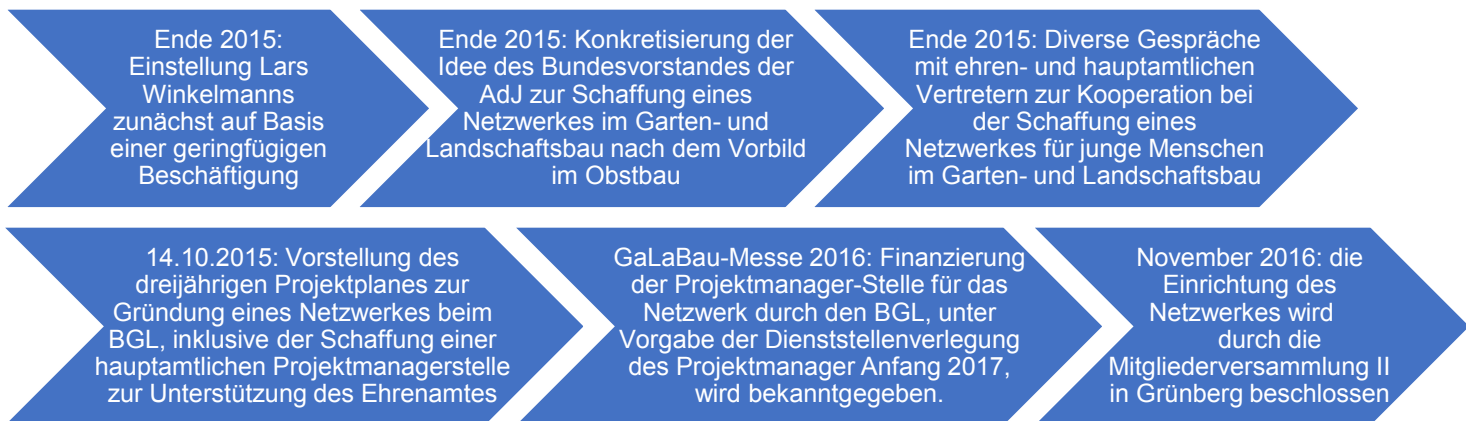 Ende 2015:
Einstellung Lars
Winkelmanns
zunächst auf Basis
einer geringfügigen
Beschäftigung
Ende 2015: Konkretisierung der
Idee des Bundesvorstandes der
AdJ zur Schaffung eines
Netzwerkes im Garten- und
Landschaftsbau nach dem Vorbild
im Obstbau
Ende 2015: Diverse Gespräche
mit ehren- und hauptamtlichen
Vertretern zur Kooperation bei
der Schaffung eines
Netzwerkes für junge Menschen
im Garten- und Landschaftsbau
14.10.2015: Vorstellung des
dreijährigen Projektplanes zur
Gründung eines Netzwerkes beim
BGL, inklusive der Schaffung einer
hauptamtlichen Projektmanagerstelle
zur Unterstützung des Ehrenamtes
GaLaBau-Messe 2016: Finanzierung
der Projektmanager-Stelle für das
Netzwerk durch den BGL, unter
Vorgabe der Dienststellenverlegung
des Projektmanager Anfang 2017,
wird bekanntgegeben.
November 2016: die
Einrichtung des
Netzwerkes wird
durch die
Mitgliederversammlung II
in Grünberg beschlossen